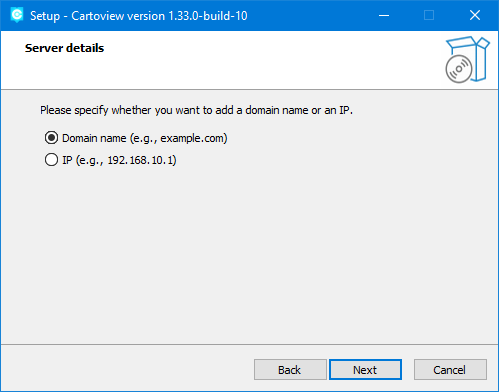 Setup - Cartoview version 1.33.0-build-10
Server details
Please specify whether you want to add a domain name or an IP.
Domain name (e.g., example.com)
IP (e.g., 192.168.10.1)
Back Next Cancel